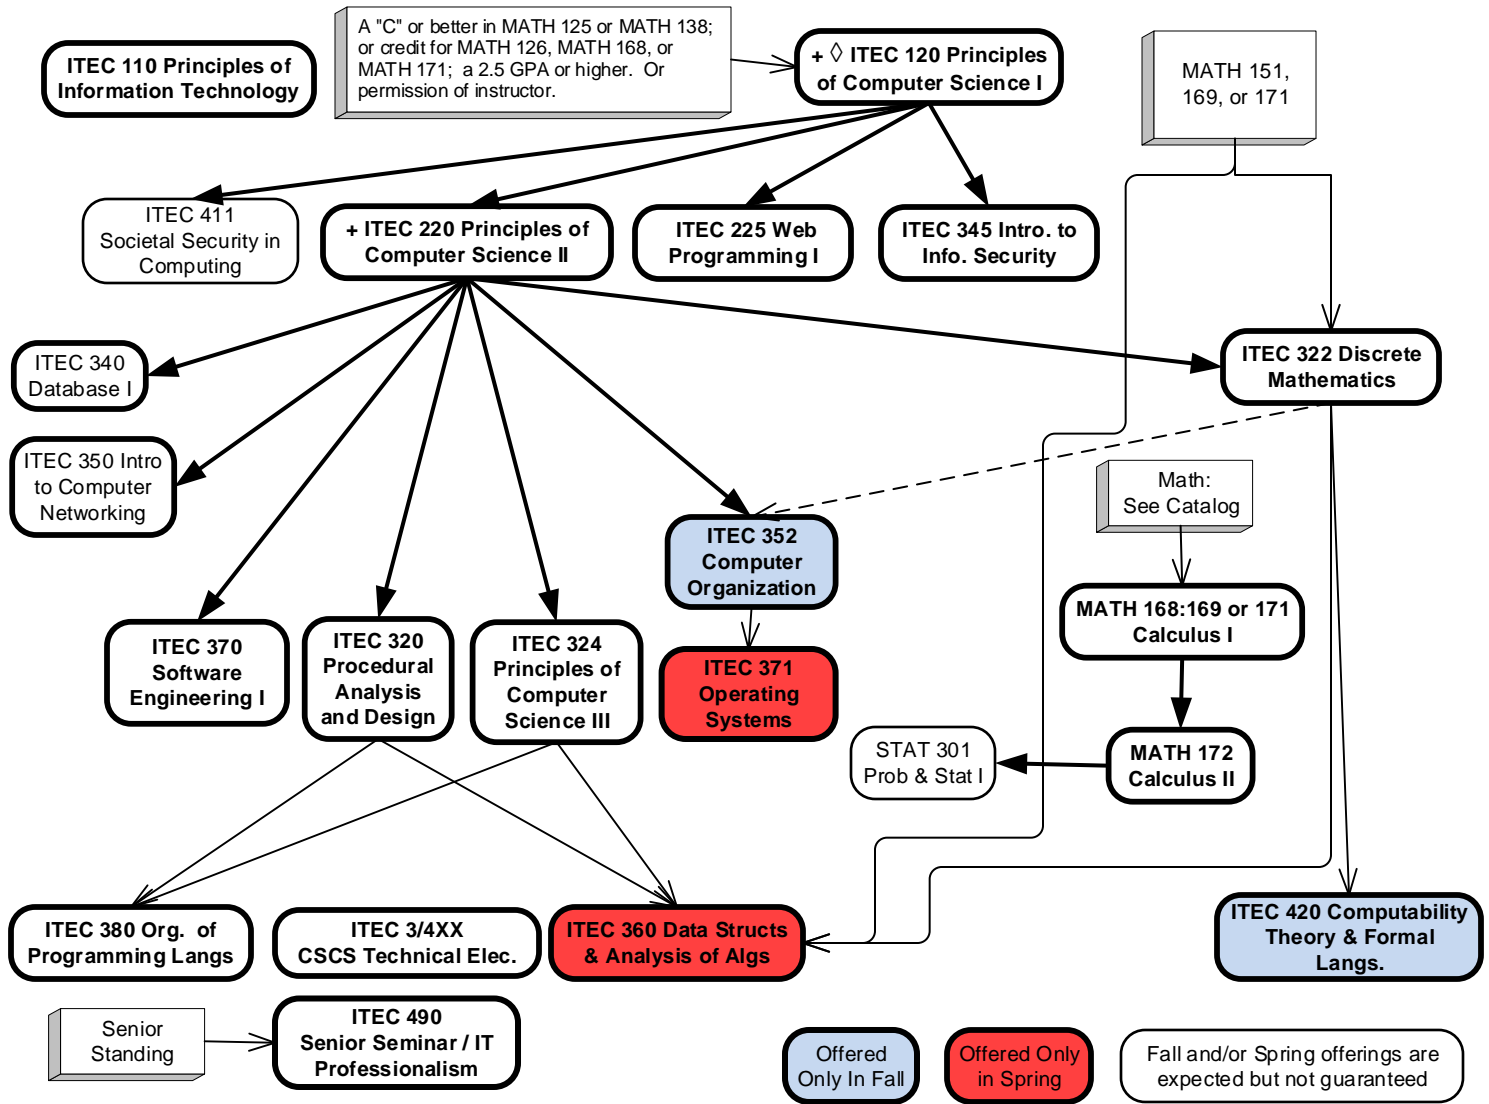 A "C" or better in MATH 125 or MATH 138;
or credit for MATH 126, MATH 168, or
MATH 171;  a 2.5 GPA or higher.  Or
permission of instructor.
ITEC 110 Principles of
Information Technology
+ ◊ ITEC 120 Principles
of Computer Science I
MATH 151,
169, or 171
ITEC 411
Societal Security in
Computing
+ ITEC 220 Principles of
Computer Science II
ITEC 225 Web
Programming I
ITEC 345 Intro. to
Info. Security
ITEC 340
Database I
ITEC 322 Discrete
Mathematics
ITEC 350 Intro
to Computer
Networking
Math:
See Catalog
ITEC 352
Computer
Organization
MATH 168:169 or 171
Calculus I
ITEC 370
Software
Engineering I
ITEC 320
Procedural
Analysis
and Design
ITEC 324
Principles of
Computer
Science III
ITEC 371
Operating
Systems
STAT 301
Prob & Stat I
MATH 172
Calculus II
ITEC 380 Org.  of
Programming Langs
ITEC 3/4XX
CSCS Technical Elec.
ITEC 360 Data Structs
& Analysis of Algs
ITEC 420 Computability
Theory & Formal
Langs.
Senior
Standing
ITEC 490
Senior Seminar / IT
Professionalism
Offered
Only In Fall
Offered Only
in Spring
Fall and/or Spring offerings are
expected but not guaranteed